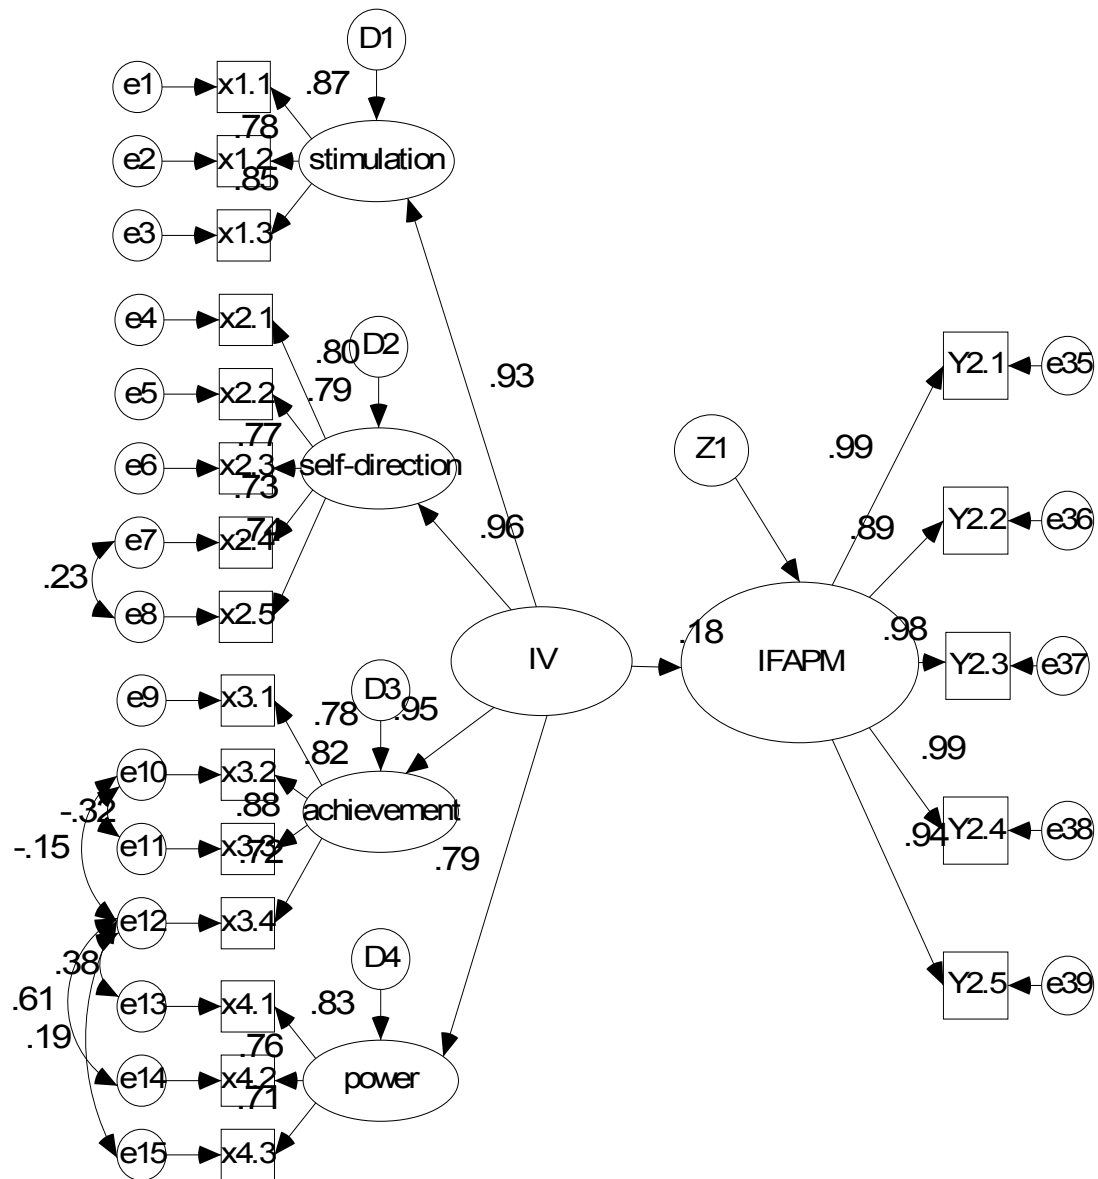 D1
e1
x1.1
.87
.78
e2
x1.2
stimulation
.85
e3
x1.3
e4
x2.1
.80
D2
.79
.93
e5
x2.2
.77
e6
x2.3
self-direction
.73
.74
.96
e7
x2.4
.23
e8
x2.5
IV
.18
IFAPM
Z1
.99
Y2.1
e35
.89
Y2.2
e36
.98
Y2.3
e37
.99
Y2.4
e38
.94
Y2.5
e39
e9
x3.1
.78
D3
.95
.82
e10
x3.2
-.32
.88
achievement
-.15
e11
x3.3
.72
.79
e12
x3.4
.38
D4
.61
e13
x4.1
.83
.19
.76
e14
x4.2
power
.71
e15
x4.3